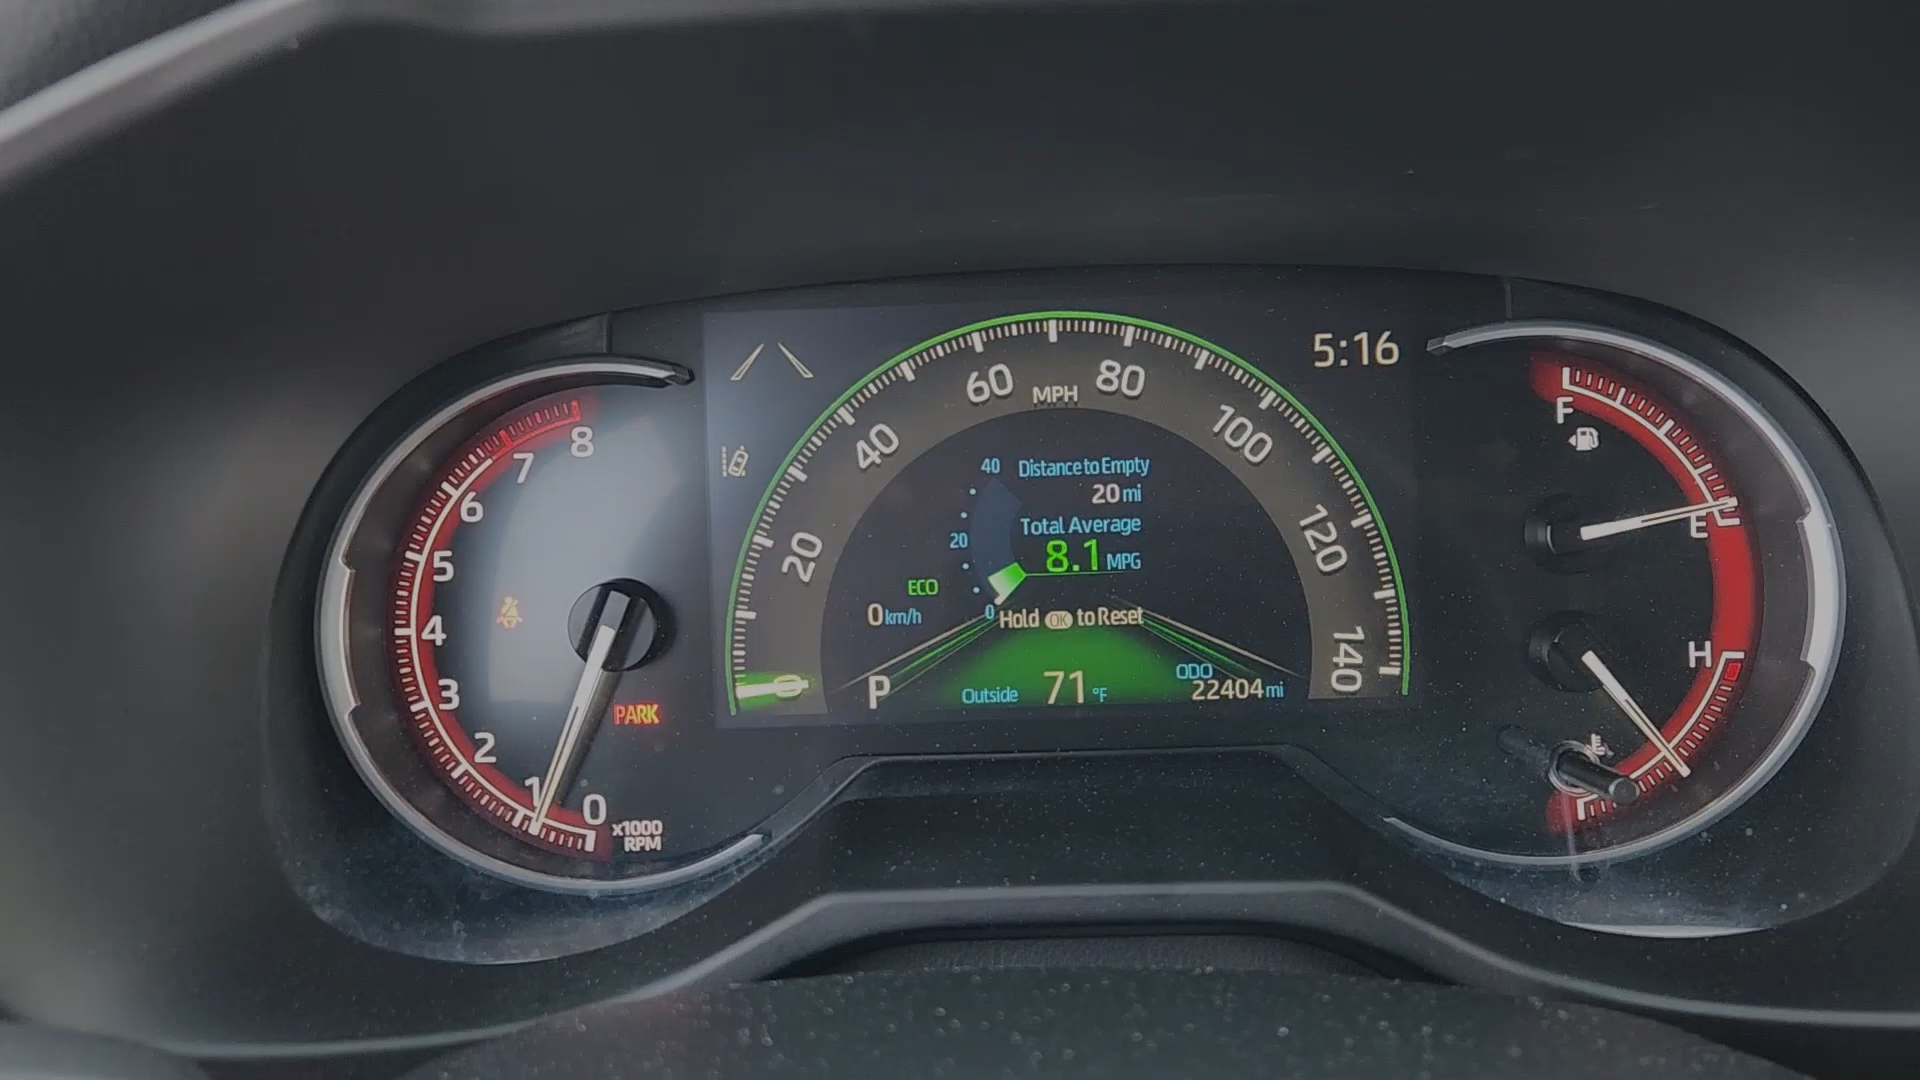 5:16
60 MPH 80
40
100
20
120
0
140
40 Distance to Empty
20 mi
Total Average
20
8.1 MPG
ECO
0 km/h
0
Hold OK to Reset
P
Outside 71 °F
ODO
22404 mi
8
7
6
5
4
3
2
1
0
x1000
RPM
PARK
F
E
H